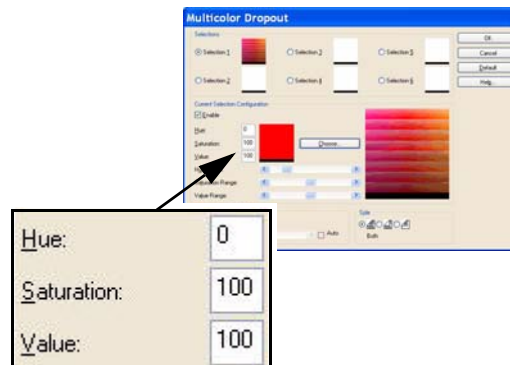 Multicolor Dropout
Selections
Selection 1
Selection 3
Selection 5
Selection 2
Selection 4
Selection 6
OK
Cancel
Default
Help...
Current Selection Configuration
Enable
Hue: 0
Saturation: 100
Value: 100
Choose...
Saturation Range:
Value Range:
Auto
Side
Both
Hue: 0
Saturation: 100
Value: 100